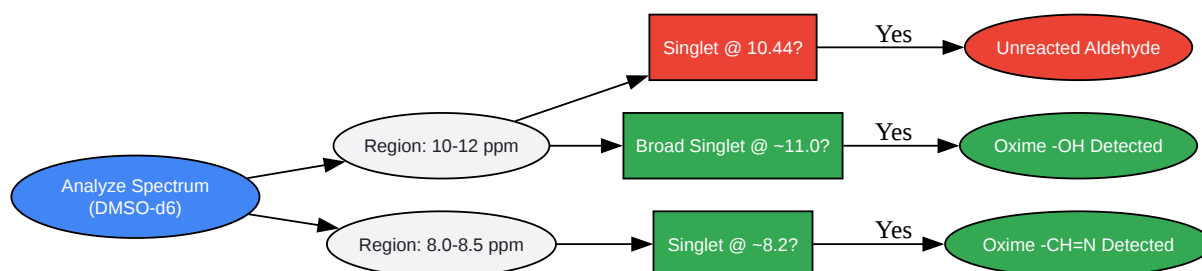 Analyze Spectrum
(DMSO-d6)
Region: 10-12 ppm
Singlet @ 10.44?
Yes
Unreacted Aldehyde
Broad Singlet @ ~11.0?
Yes
Oxime -OH Detected
Region: 8.0-8.5 ppm
Singlet @ ~8.2?
Yes
Oxime -CH=N Detected